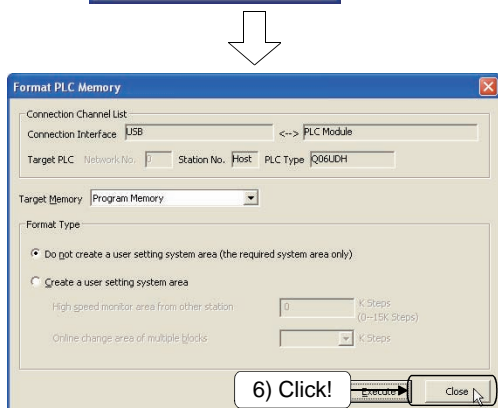 Format PLC Memory
Connection Channel List
Connection Interface USB <--> PLC Module
Target PLC Network No. 0 Station No. Host PLC Type Q06UDH
Target Memory Program Memory
Format Type
Do not create a user setting system area (the required system area only)
Create a user setting system area
High speed monitor area from other station 0 K Steps
(0--15K Steps)
Online change area of multiple blocks K Steps
6) Click! Execute Close